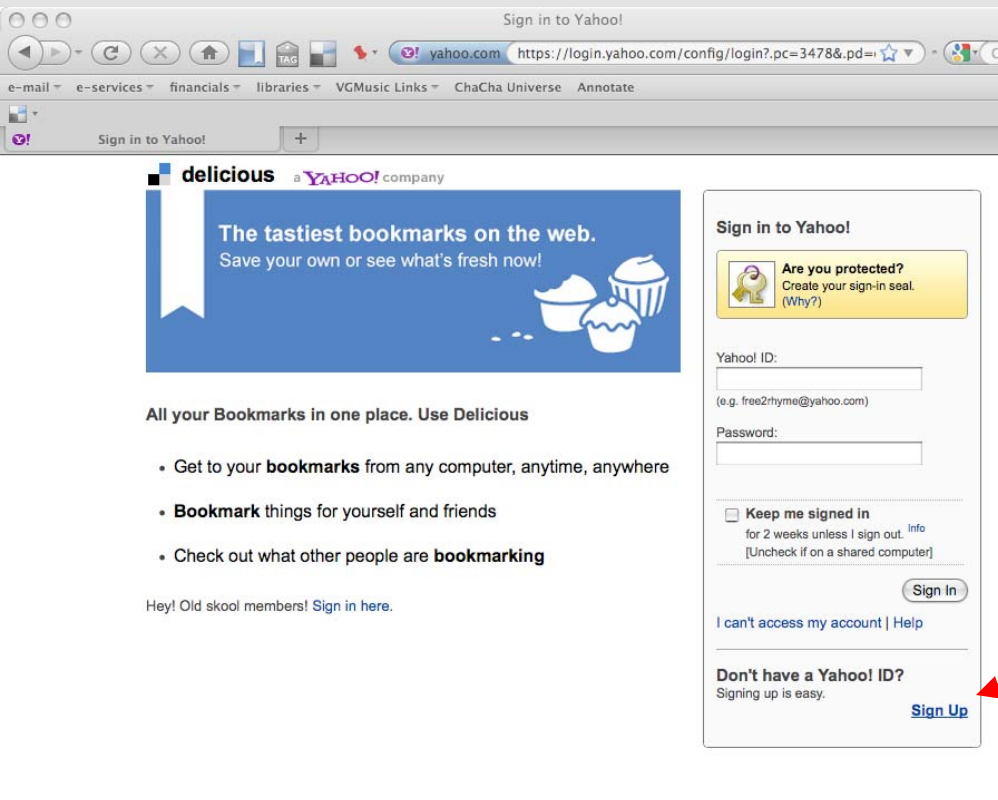 Sign in to Yahoo!
TAG
Y! yahoo.com https://login.yahoo.com/config/login?.pc=3478&.pd=
e-mail e-services financials libraries VGMusic Links ChaCha Universe Annotate
Y! Sign in to Yahoo! +
delicious a YAHOO! company
The tastiest bookmarks on the web.
Save your own or see what's fresh now!
All your Bookmarks in one place. Use Delicious
• Get to your bookmarks from any computer, anytime, anywhere
• Bookmark things for yourself and friends
• Check out what other people are bookmarking
Hey! Old skool members! Sign in here.
Sign in to Yahoo!
Are you protected?
Create your sign-in seal.
(Why?)
Yahoo! ID:
(e.g. free2rhyme@yahoo.com)
Password:
Keep me signed in
for 2 weeks unless I sign out. Info
[Uncheck if on a shared computer]
Sign In
I can't access my account | Help
Don't have a Yahoo! ID?
Signing up is easy.
Sign Up